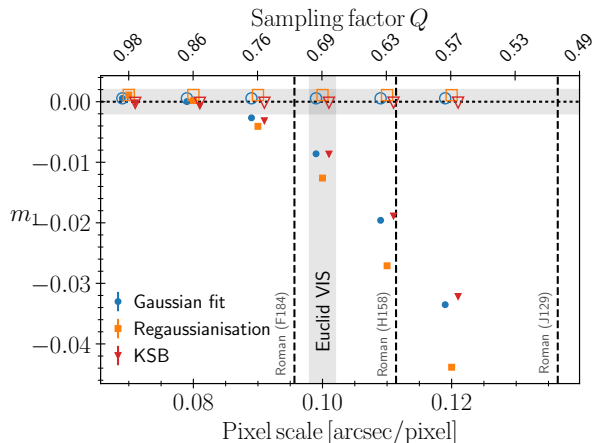 Sampling factor Q
0.98 0.86 0.76 0.69 0.63 0.57 0.53 0.49
0.00
−0.01
−0.02
−0.03
−0.04
m₁
Gaussian fit
Regaussianisation
KSB
Roman (F184)
Euclid VIS
Roman (H158)
Roman (J129)
0.08 0.10 0.12
Pixel scale [arcsec/pixel]